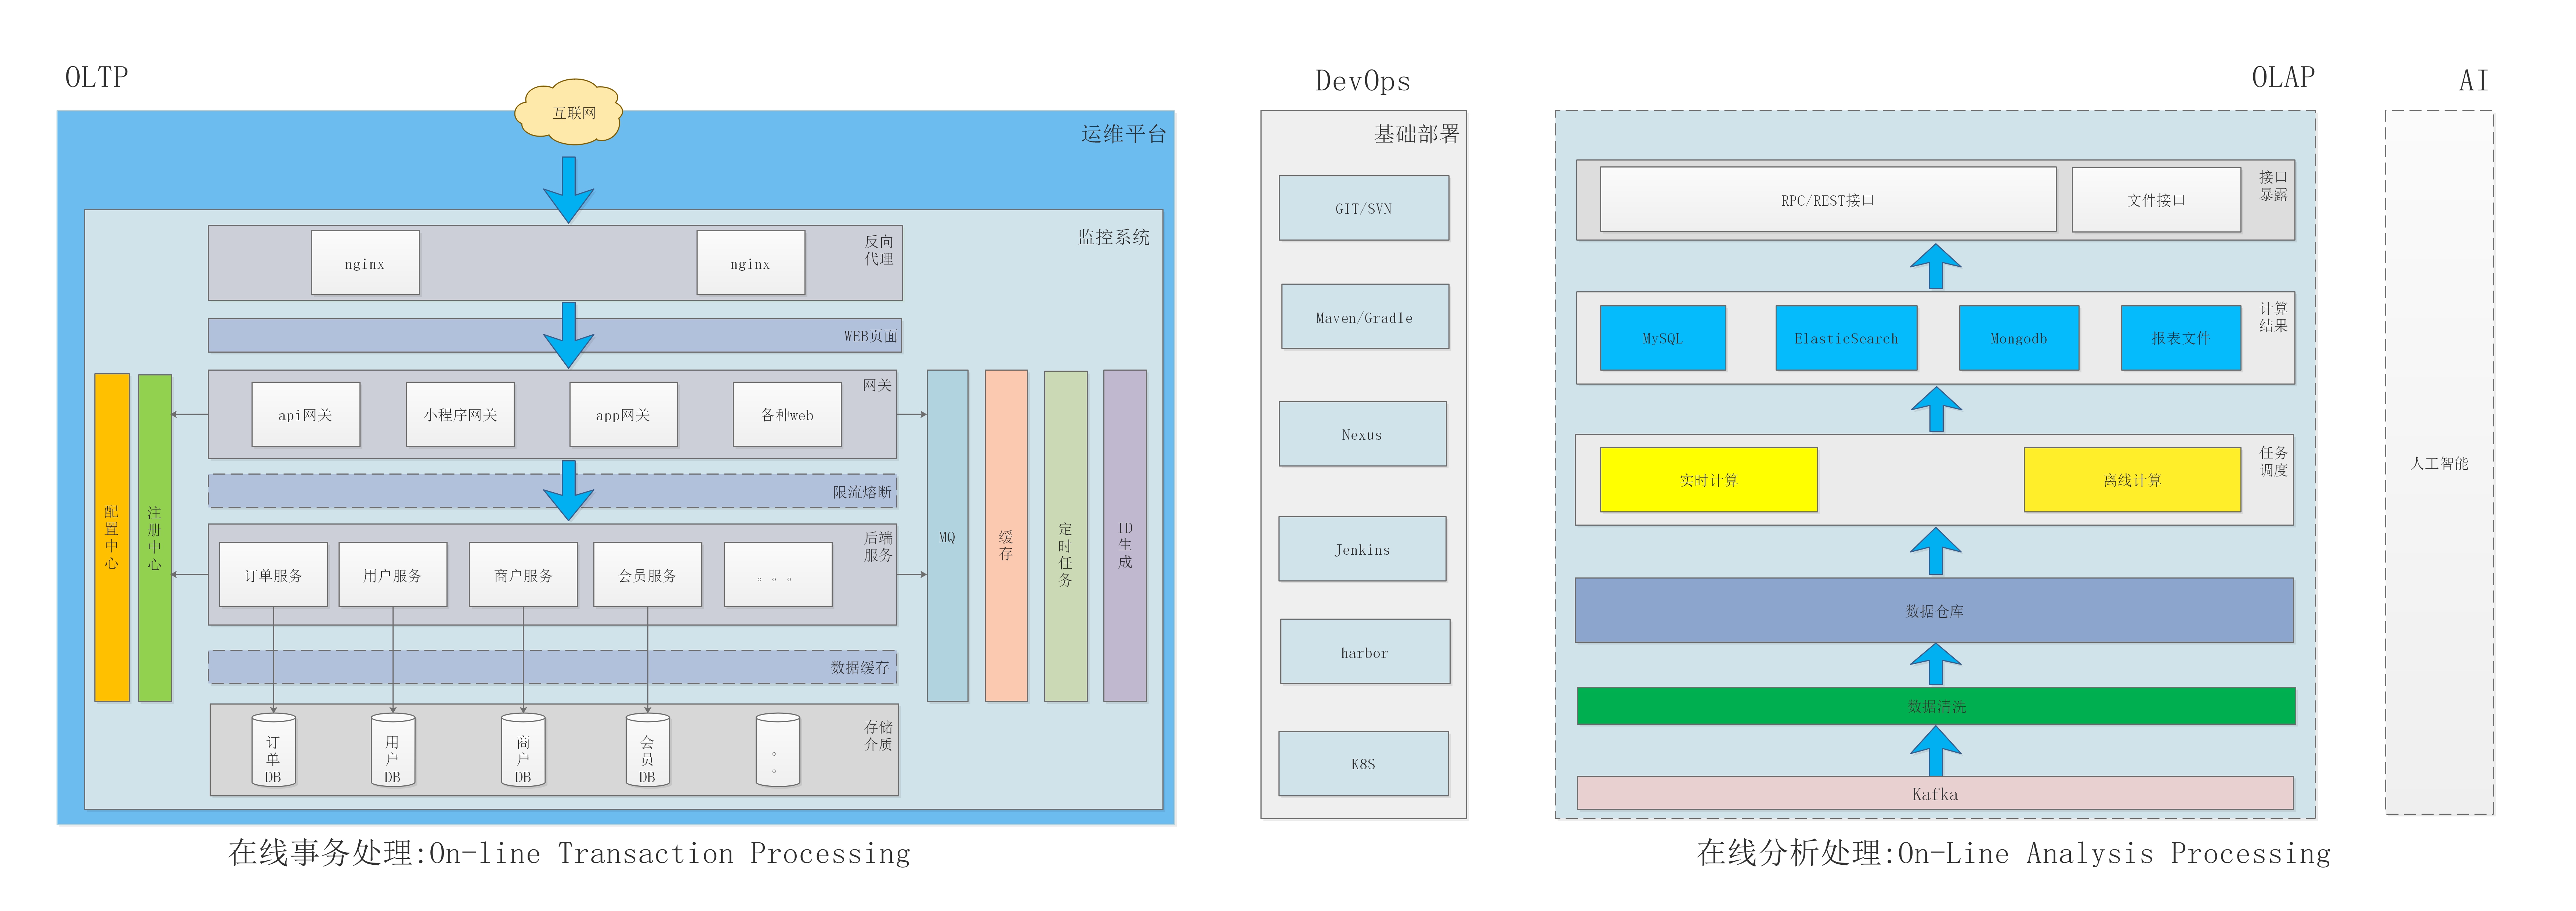 OLTP
互联网
运维平台
监控系统
反向
代理
nginx
nginx
WEB页面
网关
api网关
小程序网关
app网关
各种web
限流熔断
配置中心
注册中心
后端
服务
订单服务
用户服务
商户服务
会员服务
。。。
MQ
缓存
定时任务
ID生成
数据缓存
存储
介质
订单DB
用户DB
商户DB
会员DB
。。
在线事务处理:On-line Transaction Processing
DevOps
基础部署
GIT/SVN
Maven/Gradle
Nexus
Jenkins
harbor
K8S
OLAP
接口
暴露
RPC/REST接口
文件接口
计算
结果
MySQL
ElasticSearch
Mongodb
报表文件
任务
调度
实时计算
离线计算
数据仓库
数据清洗
Kafka
在线分析处理:On-Line Analysis Processing
AI
人工智能